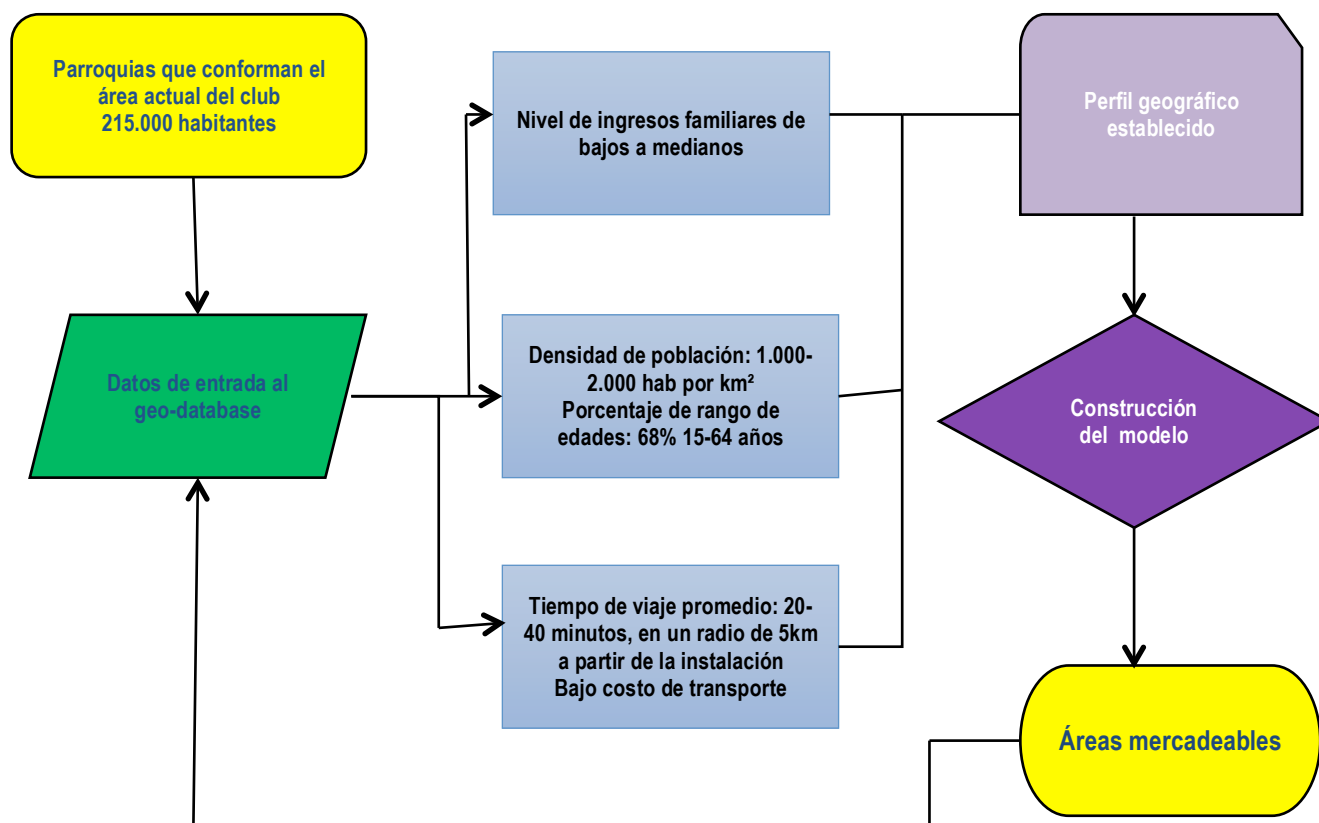 Parroquias que conforman el
área actual del club
215.000 habitantes
Datos de entrada al
geo-database
Nivel de ingresos familiares de
bajos a medianos
Densidad de población: 1.000-
2.000 hab por km²
Porcentaje de rango de
edades: 68% 15-64 años
Tiempo de viaje promedio: 20-
40 minutos, en un radio de 5km
a partir de la instalación
Bajo costo de transporte
Perfil geográfico
establecido
Construcción
del modelo
Áreas mercadeables